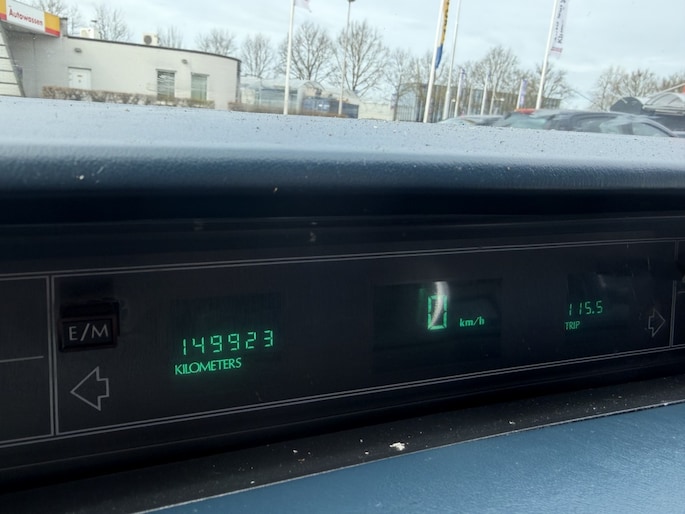 Autowassen
E/M
149923
KILOMETERS
0
km/h
115.5
TRIP